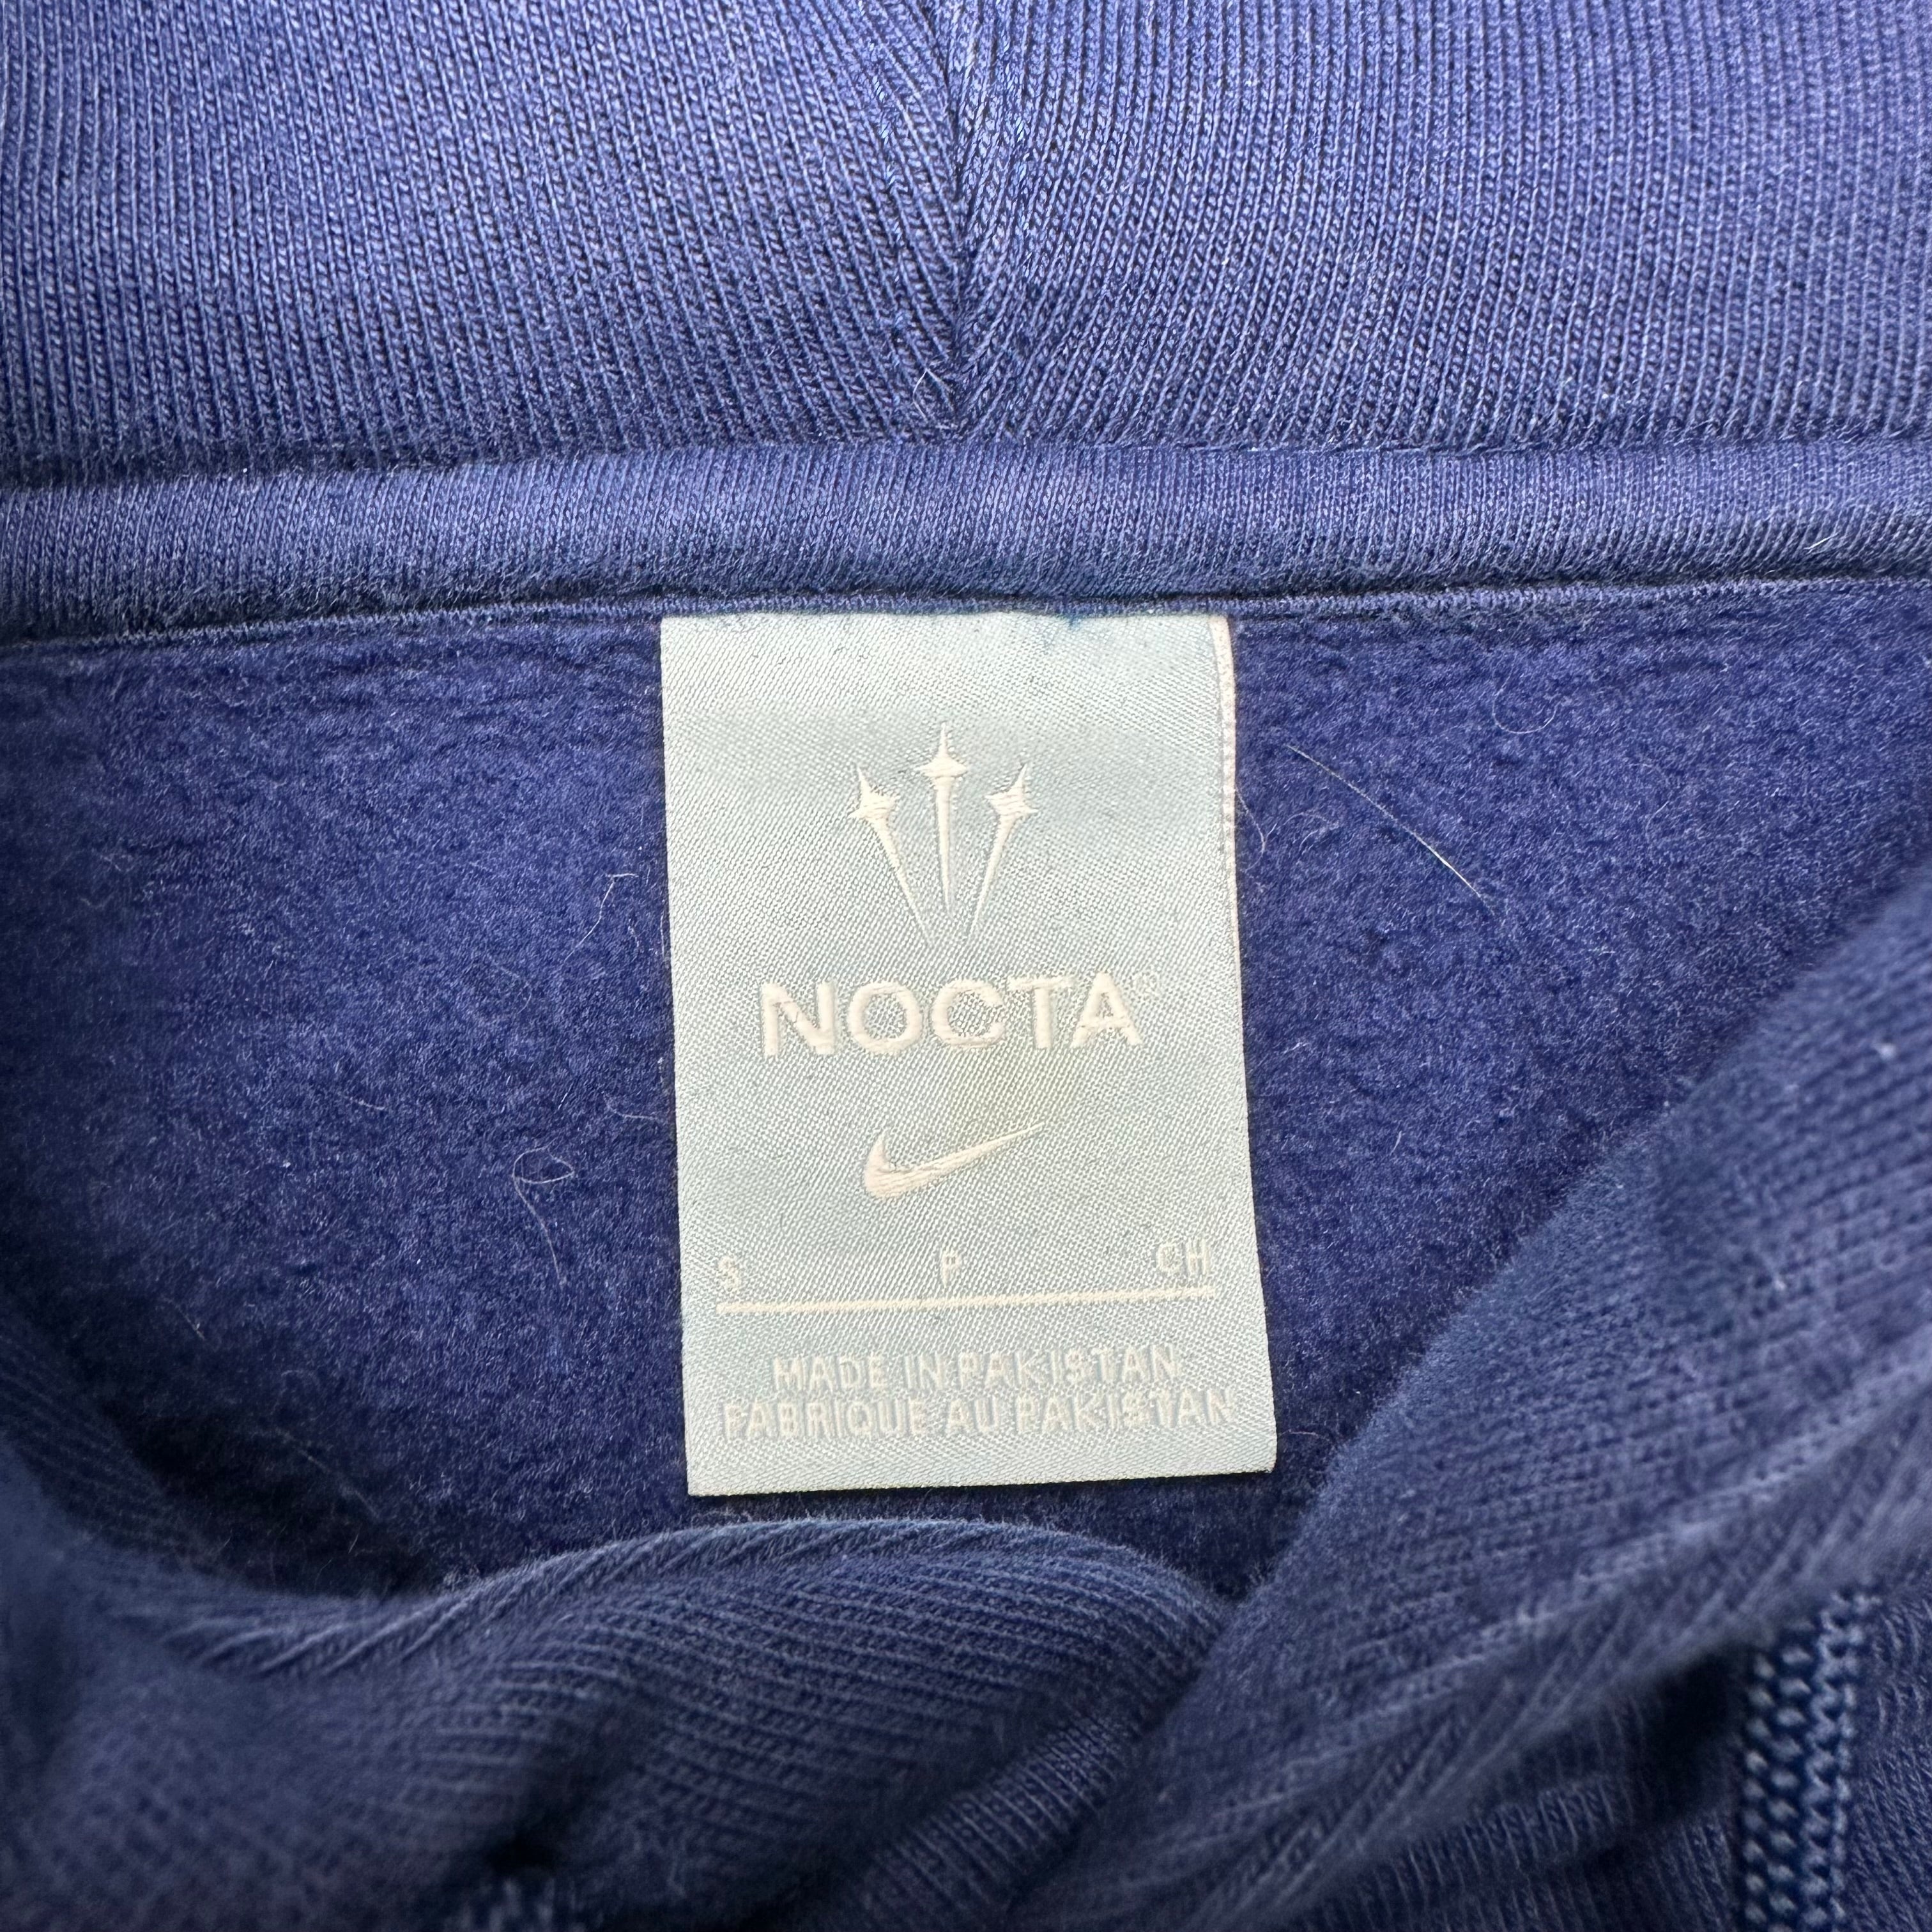 NOCTA®
S P CH
MADE IN PAKISTAN
FABRIQUE AU PAKISTAN